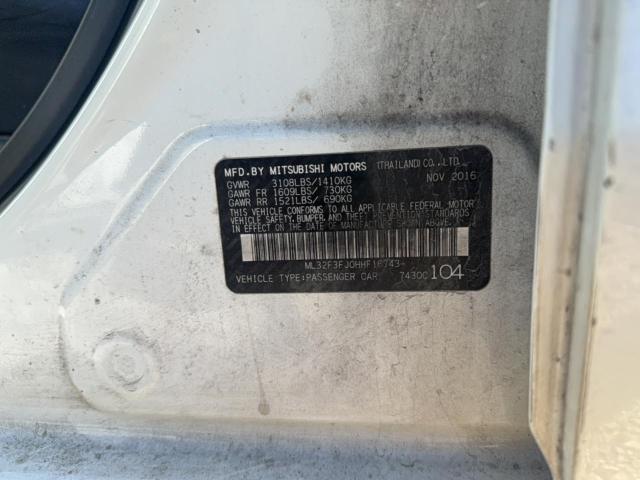 MFD.BY MITSUBISHI MOTORS (THAILAND) CO.,LTD.
GVWR 3108LBS/1410KG NOV 2016
GAWR FR 1609LBS/ 730KG
GAWR RR 1521LBS/ 690KG
THIS VEHICLE CONFORMS TO ALL APPLICABLE FEDERAL MOTOR
VEHICLE SAFETY, BUMPER, AND THEFT PREVENTION STANDARDS
IN EFFECT ON THE DATE OF MANUFACTURE SHOWN ABOVE.
VEHICLE TYPE:PASSENGER CAR 7430C 104